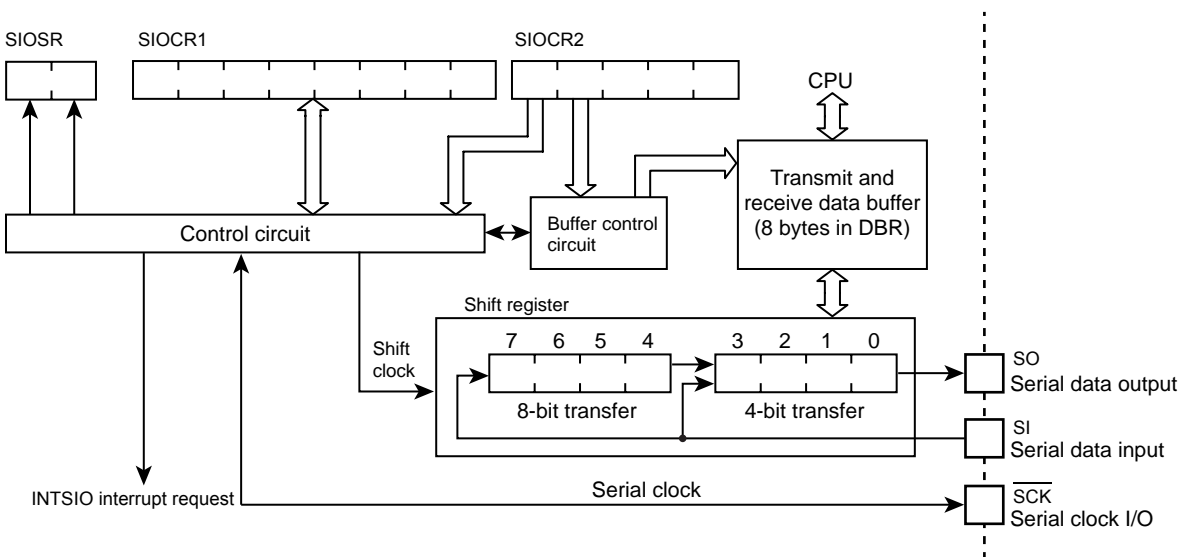 SIOSR
SIOCR1
SIOCR2
CPU
Transmit and
receive data buffer
(8 bytes in DBR)
Control circuit
Buffer control
circuit
Shift register
7 6 5 4 3 2 1 0
Shift
clock
8-bit transfer
4-bit transfer
SO
Serial data output
SI
Serial data input
INTSIO interrupt request
Serial clock
SCK
Serial clock I/O